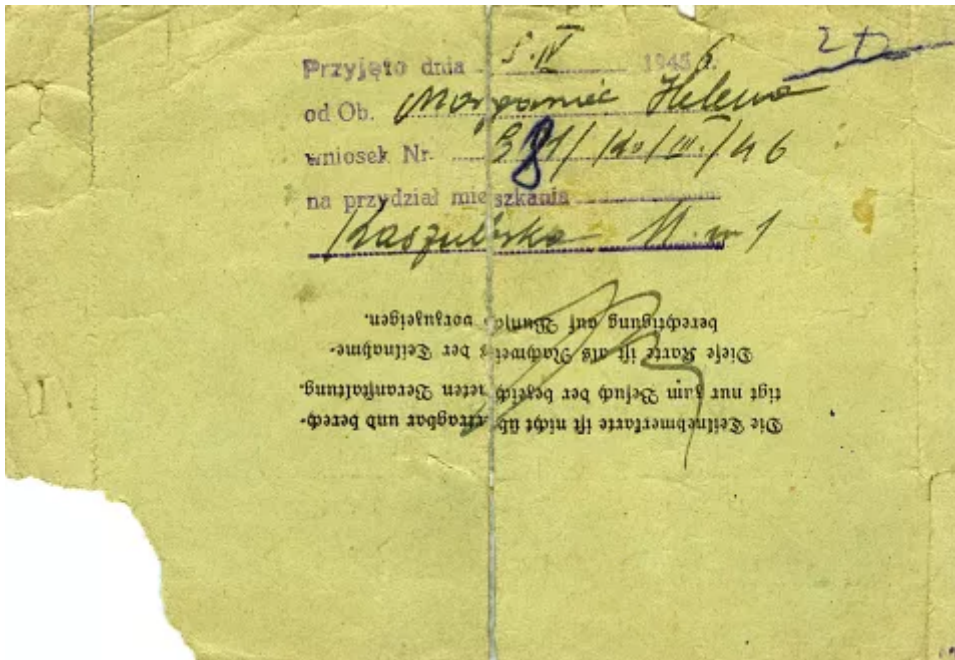 Przyjęto dnia 5.IV 1946
od Ob. Helena
wniosek Nr. 381/Ko/III./46
na przydział mieszkania
Kaszubska 11. m 1
Die Teilnehmerkarte ist nicht übertragbar und berech-
tigt nur zum Besuch der bezeichneten Veranstaltung.
Diese Karte ist als Nachweis der Teilnahme-
berechtigung auf Wunsch vorzuzeigen.